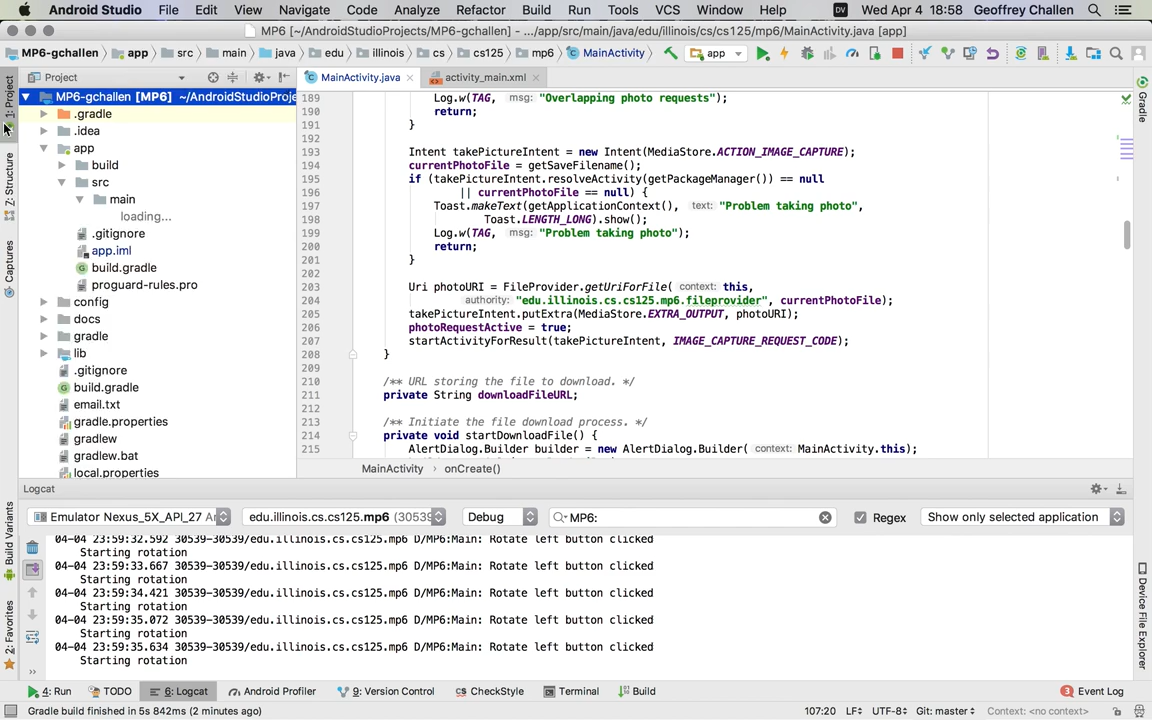 Android Studio File Edit View Navigate Code Analyze Refactor Build Run Tools VCS Window Help DV Wed Apr 4 18:58 Geoffrey Challen
MP6 [~/AndroidStudioProjects/MP6-gchallen] - .../app/src/main/java/edu/illinois/cs/cs125/mp6/MainActivity.java [app]
MP6-gchallen app src main java edu illinois cs cs125 mp6 MainActivity app
Project MainActivity.java activity_main.xml
1: Project
Z: Structure
Captures
Build Variants
2: Favorites
MP6-gchallen [MP6] ~/AndroidStudioProje
.gradle
.idea
app
build
src
main
loading...
.gitignore
app.iml
build.gradle
proguard-rules.pro
config
docs
gradle
lib
.gitignore
build.gradle
email.txt
gradle.properties
gradlew
gradlew.bat
local.properties
189 Log.w(TAG, msg: "Overlapping photo requests");
190 return;
191 }
192
193 Intent takePictureIntent = new Intent(MediaStore.ACTION_IMAGE_CAPTURE);
194 currentPhotoFile = getSaveFilename();
195 if (takePictureIntent.resolveActivity(getPackageManager()) == null
196 || currentPhotoFile == null) {
197 Toast.makeText(getApplicationContext(), text: "Problem taking photo",
198 Toast.LENGTH_LONG).show();
199 Log.w(TAG, msg: "Problem taking photo");
200 return;
201 }
202
203 Uri photoURI = FileProvider.getUriForFile( context: this,
204 authority: "edu.illinois.cs.cs125.mp6.fileprovider", currentPhotoFile);
205 takePictureIntent.putExtra(MediaStore.EXTRA_OUTPUT, photoURI);
206 photoRequestActive = true;
207 startActivityForResult(takePictureIntent, IMAGE_CAPTURE_REQUEST_CODE);
208 }
209
210 /** URL storing the file to download. */
211 private String downloadFileURL;
212
213 /** Initiate the file download process. */
214 private void startDownloadFile() {
215 AlertDialog.Builder builder = new AlertDialog.Builder( context: MainActivity.this);
MainActivity onCreate()
Gradle
Device File Explorer
Logcat
Emulator Nexus_5X_API_27 edu.illinois.cs.cs125.mp6 Debug MP6: Regex Show only selected application
04-04 23:59:32.592 30539-30539/edu.illinois.cs.cs125.mp6 D/MP6:Main: Rotate left button clicked
Starting rotation
04-04 23:59:33.667 30539-30539/edu.illinois.cs.cs125.mp6 D/MP6:Main: Rotate left button clicked
Starting rotation
04-04 23:59:34.421 30539-30539/edu.illinois.cs.cs125.mp6 D/MP6:Main: Rotate left button clicked
Starting rotation
04-04 23:59:35.072 30539-30539/edu.illinois.cs.cs125.mp6 D/MP6:Main: Rotate left button clicked
Starting rotation
04-04 23:59:35.634 30539-30539/edu.illinois.cs.cs125.mp6 D/MP6:Main: Rotate left button clicked
Starting rotation
4: Run TODO 6: Logcat Android Profiler 9: Version Control CS CheckStyle Terminal Build 3 Event Log
Gradle build finished in 5s 842ms (2 minutes ago) 107:20 LF UTF-8 Git: master Context: <no context>